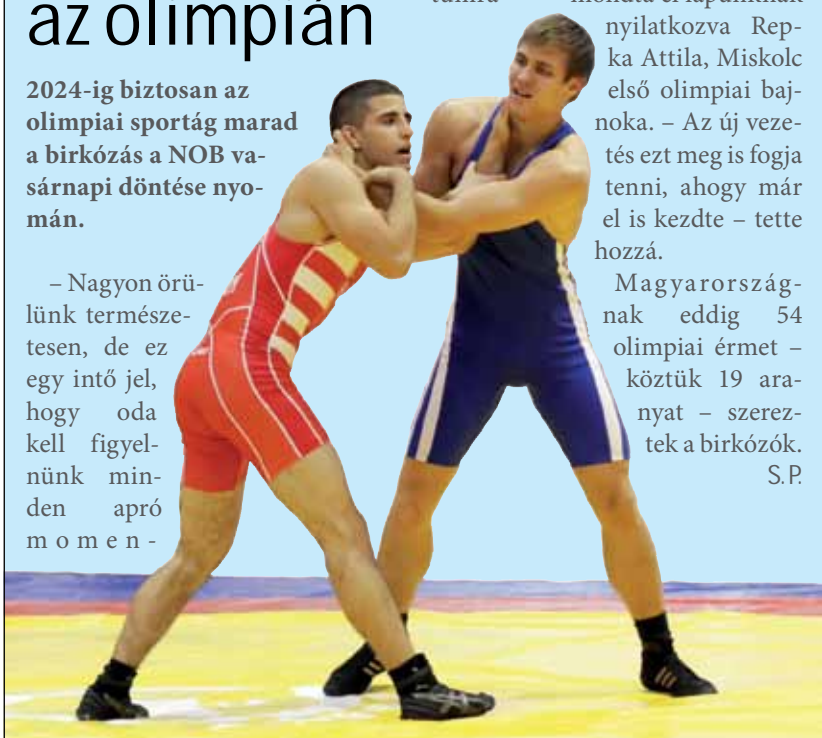 az olimpián
2024-ig biztosan az
olimpiai sportág marad
a birkózás a NOB va-
sárnapi döntése nyo-
mán.
– Nagyon örü-
lünk természe-
tesen, de ez
egy intő jel,
hogy oda
kell figyel-
nünk min-
den apró
momen-
nyilatkozva Rep-
ka Attila, Miskolc
első olimpiai baj-
noka. – Az új veze-
tés ezt meg is fogja
tenni, ahogy már
el is kezdte – tette
hozzá.
Magyarország-
nak eddig 54
olimpiai érmet –
köztük 19 ara-
nyat – szerez-
tek a birkózók.
S.P.